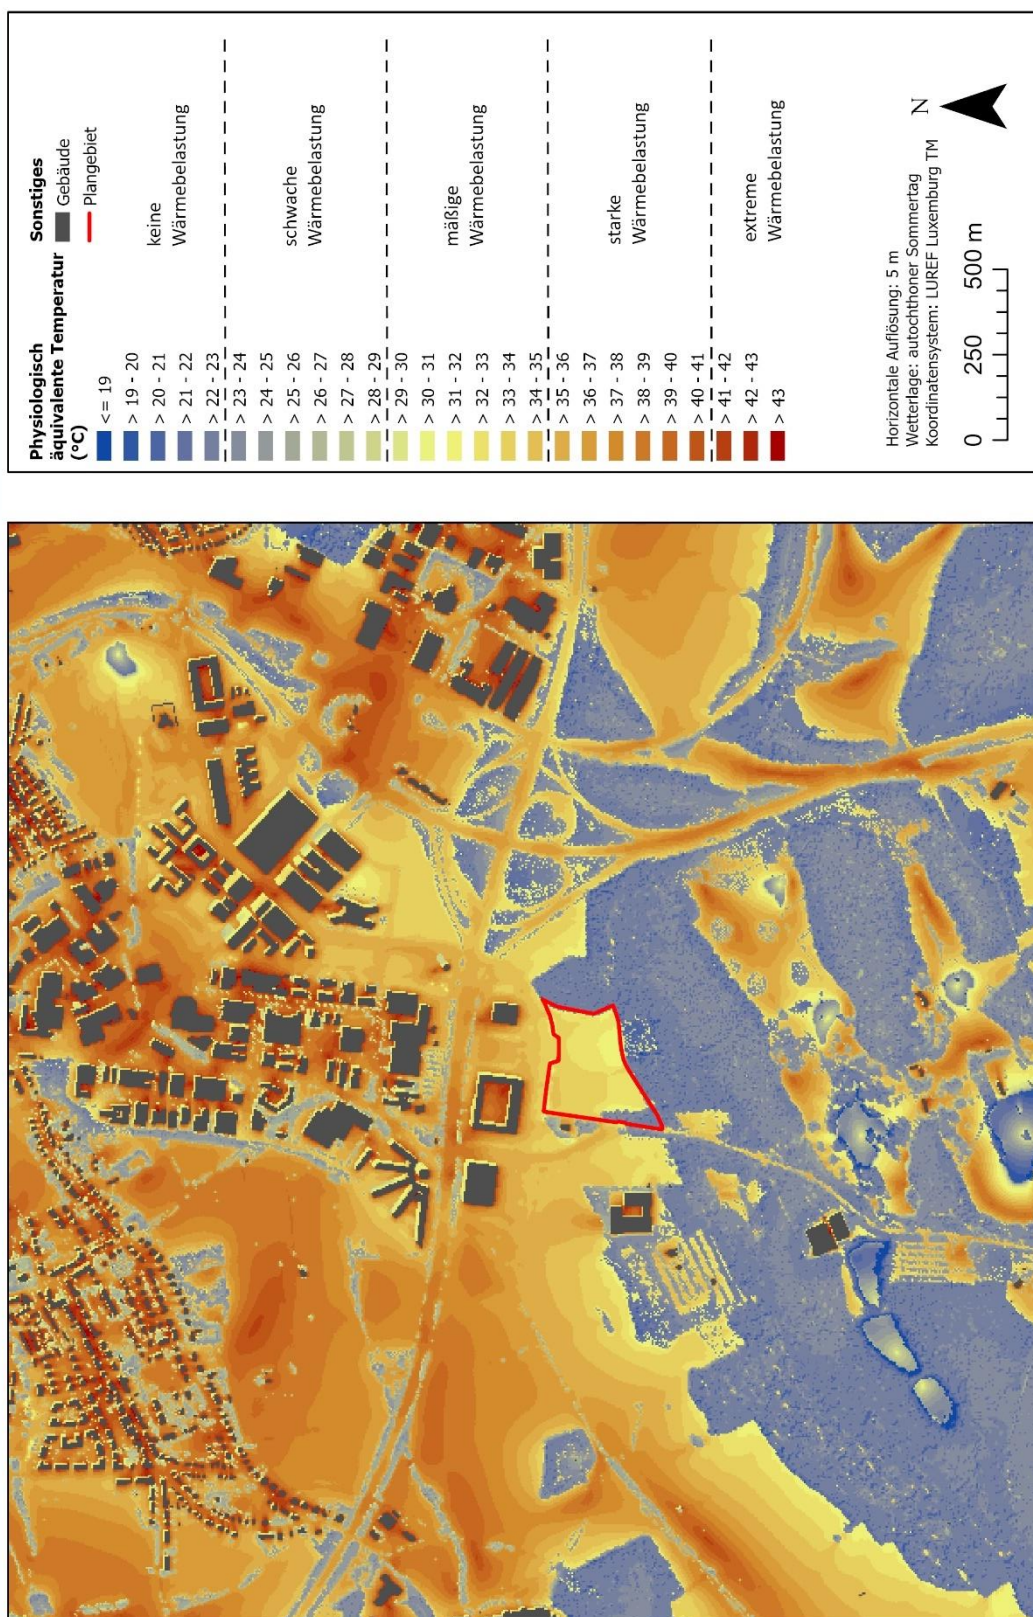 Physiologisch
äquivalente Temperatur
(°C)
<= 19
> 19 - 20
> 20 - 21
> 21 - 22
> 22 - 23
> 23 - 24
> 24 - 25
> 25 - 26
> 26 - 27
> 27 - 28
> 28 - 29
> 29 - 30
> 30 - 31
> 31 - 32
> 32 - 33
> 33 - 34
> 34 - 35
> 35 - 36
> 36 - 37
> 37 - 38
> 38 - 39
> 39 - 40
> 40 - 41
> 41 - 42
> 42 - 43
> 43
Sonstiges
Gebäude
Plangebiet
keine
Wärmebelastung
schwache
Wärmebelastung
mäßige
Wärmebelastung
starke
Wärmebelastung
extreme
Wärmebelastung
Horizontale Auflösung: 5 m
Wetterlage: autochthoner Sommertag
Koordinatensystem: LUREF Luxemburg TM
N
0 250 500 m